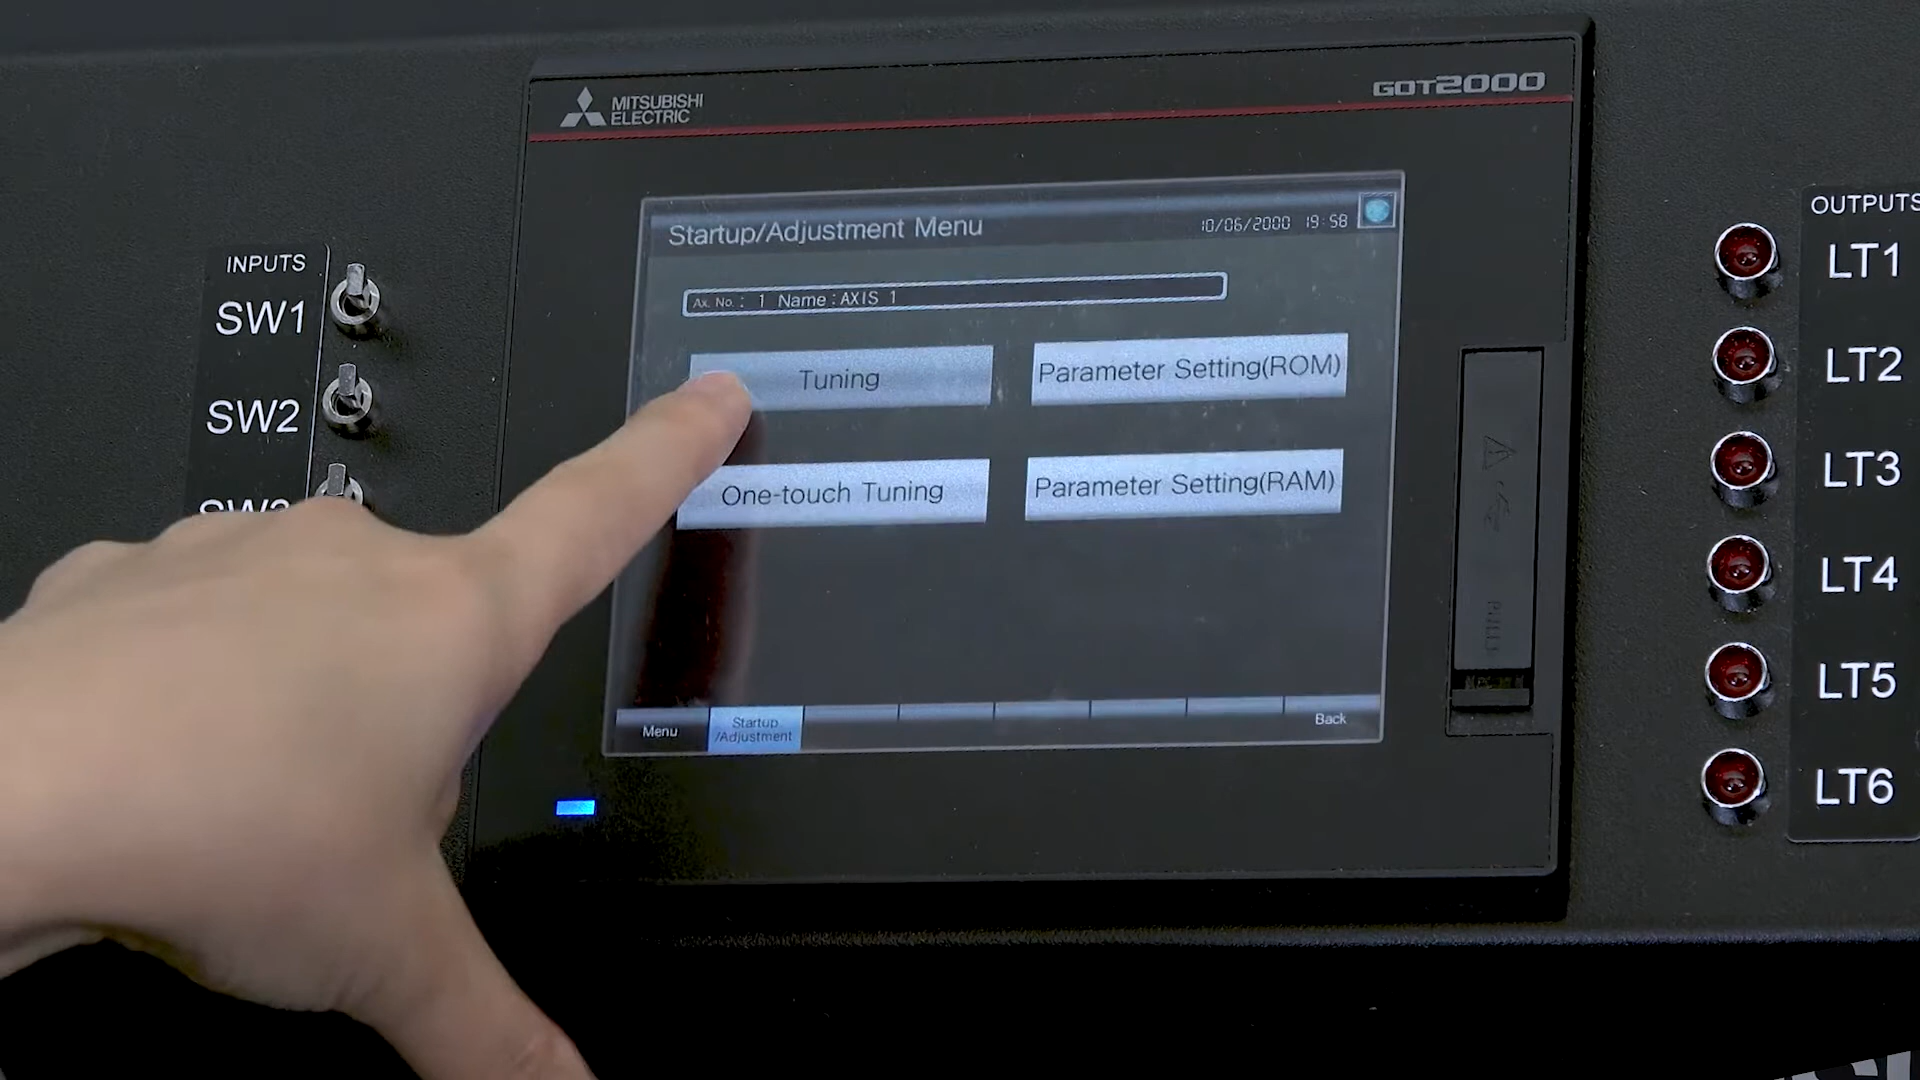 MITSUBISHI
ELECTRIC
GOT2000
Startup/Adjustment Menu
10/06/2000 19:58
Ax. No.: 1 Name:AXIS 1
Tuning
Parameter Setting(ROM)
One-touch Tuning
Parameter Setting(RAM)
Menu
Startup
/Adjustment
Back
INPUTS
SW1
SW2
OUTPUTS
LT1
LT2
LT3
LT4
LT5
LT6